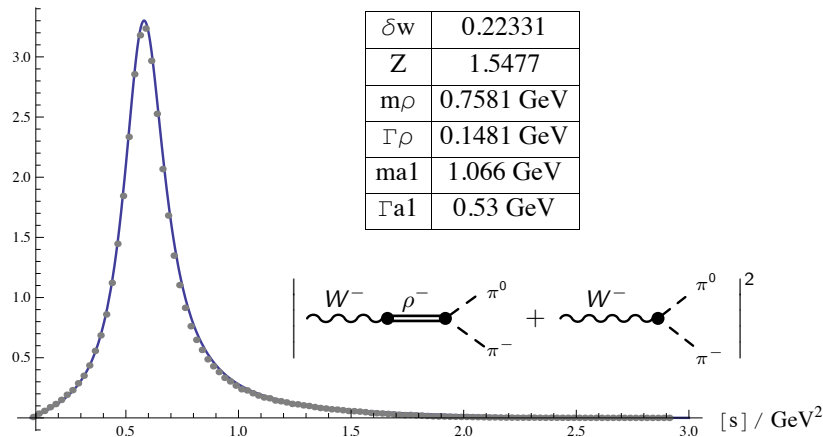 3.0
2.5
2.0
1.5
1.0
0.5
δw 0.22331
Z 1.5477
mρ 0.7581 GeV
Γρ 0.1481 GeV
ma1 1.066 GeV
Γa1 0.53 GeV
W⁻ ρ⁻ π⁰ π⁻ + W⁻ π⁰ π⁻ 2
0.5 1.0 1.5 2.0 2.5 3.0 [s] / GeV²